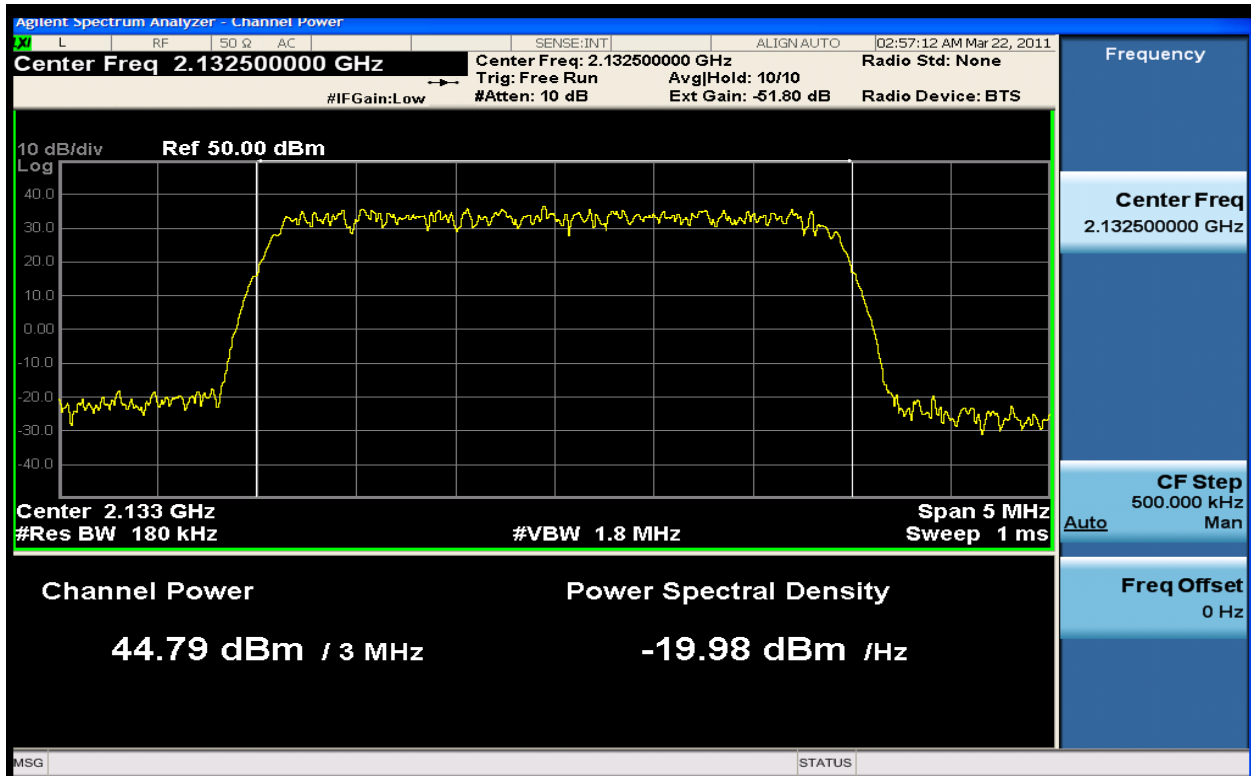 Agilent Spectrum Analyzer - Channel Power
LXI L RF 50 Ω AC SENSE:INT ALIGN AUTO 02:57:12 AM Mar 22, 2011
Center Freq 2.132500000 GHz
Center Freq: 2.132500000 GHz Radio Std: None
Trig: Free Run Avg|Hold: 10/10
#IFGain:Low #Atten: 10 dB Ext Gain: -51.80 dB Radio Device: BTS
10 dB/div Ref 50.00 dBm
Log
40.0
30.0
20.0
10.0
0.00
-10.0
-20.0
-30.0
-40.0
Center 2.133 GHz Span 5 MHz
#Res BW 180 kHz #VBW 1.8 MHz Sweep 1 ms
Channel Power Power Spectral Density
44.79 dBm / 3 MHz -19.98 dBm /Hz
MSG STATUS
Frequency
Center Freq
2.132500000 GHz
CF Step
500.000 kHz
Auto Man
Freq Offset
0 Hz